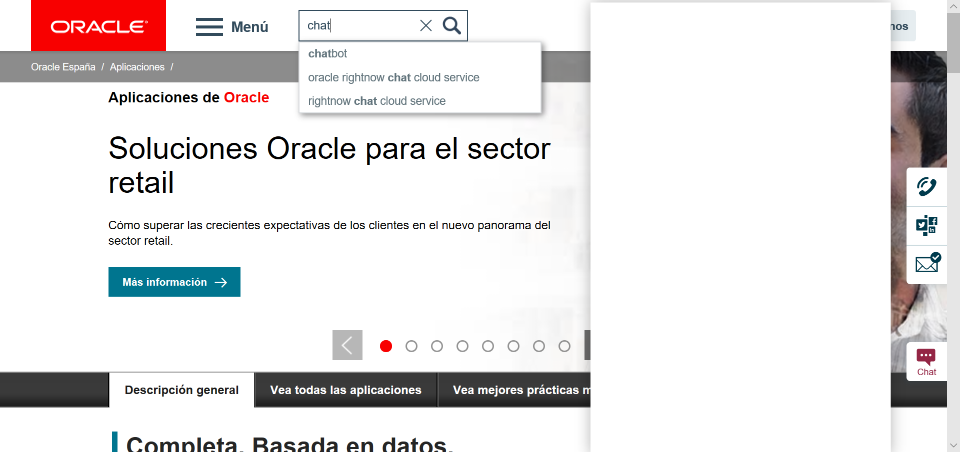 ORACLE
Menú
chat
nos
chatbot
oracle rightnow chat cloud service
rightnow chat cloud service
Oracle España / Aplicaciones /
Aplicaciones de Oracle
Soluciones Oracle para el sector
retail
Cómo superar las crecientes expectativas de los clientes en el nuevo panorama del
sector retail.
Más información
Chat
Descripción general
Vea todas las aplicaciones
Vea mejores prácticas
Completa. Basada en datos.